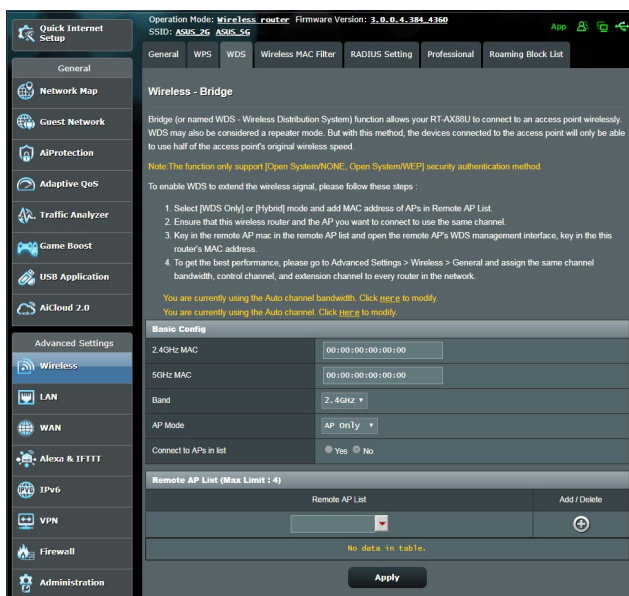 Quick Internet
Setup
General
Network Map
Guest Network
AiProtection
Adaptive QoS
Traffic Analyzer
Game Boost
USB Application
AiCloud 2.0
Advanced Settings
Wireless
LAN
WAN
Alexa & IFTTT
IPv6
VPN
Firewall
Administration
Operation Mode: Wireless router Firmware Version: 3.0.0.4.384_4360
SSID: ASUS_2G ASUS_5G
App
General WPS WDS Wireless MAC Filter RADIUS Setting Professional Roaming Block List
Wireless - Bridge
Bridge (or named WDS - Wireless Distribution System) function allows your RT-AX88U to connect to an access point wirelessly.
WDS may also be considered a repeater mode. But with this method, the devices connected to the access point will only be able
to use half of the access point's original wireless speed.
Note:The function only support [Open System/NONE, Open System/WEP] security authentication method.
To enable WDS to extend the wireless signal, please follow these steps :
1. Select [WDS Only] or [Hybrid] mode and add MAC address of APs in Remote AP List.
2. Ensure that this wireless router and the AP you want to connect to use the same channel.
3. Key in the remote AP mac in the remote AP list and open the remote AP's WDS management interface, key in the this
router's MAC address.
4. To get the best performance, please go to Advanced Settings > Wireless > General and assign the same channel
bandwidth, control channel, and extension channel to every router in the network.
You are currently using the Auto channel bandwidth. Click Here to modify.
You are currently using the Auto channel. Click Here to modify.
Basic Config
2.4GHz MAC 00:00:00:00:00:00
5GHz MAC 00:00:00:00:00:00
Band 2.4GHz
AP Mode AP Only
Connect to APs in list Yes No
Remote AP List (Max Limit : 4)
Remote AP List Add / Delete
No data in table.
Apply